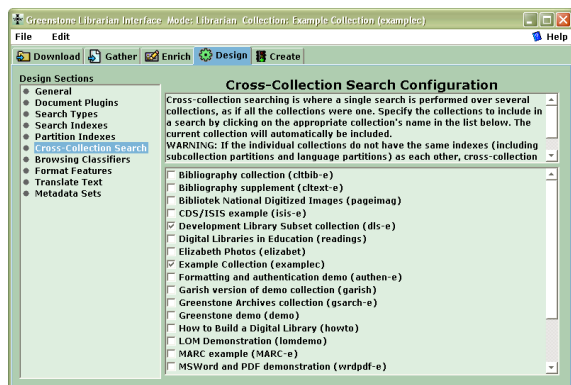 Greenstone Librarian Interface Mode: Librarian Collection: Example Collection (examplec)
File Edit Help
Download Gather Enrich Design Create
Design Sections
General
Document Plugins
Search Types
Search Indexes
Partition Indexes
Cross-Collection Search
Browsing Classifiers
Format Features
Translate Text
Metadata Sets
Cross-Collection Search Configuration
Cross-collection searching is where a single search is performed over several
collections, as if all the collections were one. Specify the collections to include in
a search by clicking on the appropriate collection's name in the list below. The
current collection will automatically be included.
WARNING: If the individual collections do not have the same indexes (including
subcollection partitions and language partitions) as each other, cross-collection
Bibliography collection (cltbib-e)
Bibliography supplement (cltext-e)
Bibliotek National Digitized Images (pageimag)
CDS/ISIS example (isis-e)
Development Library Subset collection (dls-e)
Digital Libraries in Education (readings)
Elizabeth Photos (elizabet)
Example Collection (examplec)
Formatting and authentication demo (authen-e)
Garish version of demo collection (garish)
Greenstone Archives collection (gsarch-e)
Greenstone demo (demo)
How to Build a Digital Library (howto)
LOM Demonstration (lomdemo)
MARC example (MARC-e)
MSWord and PDF demonstration (wrdpdf-e)